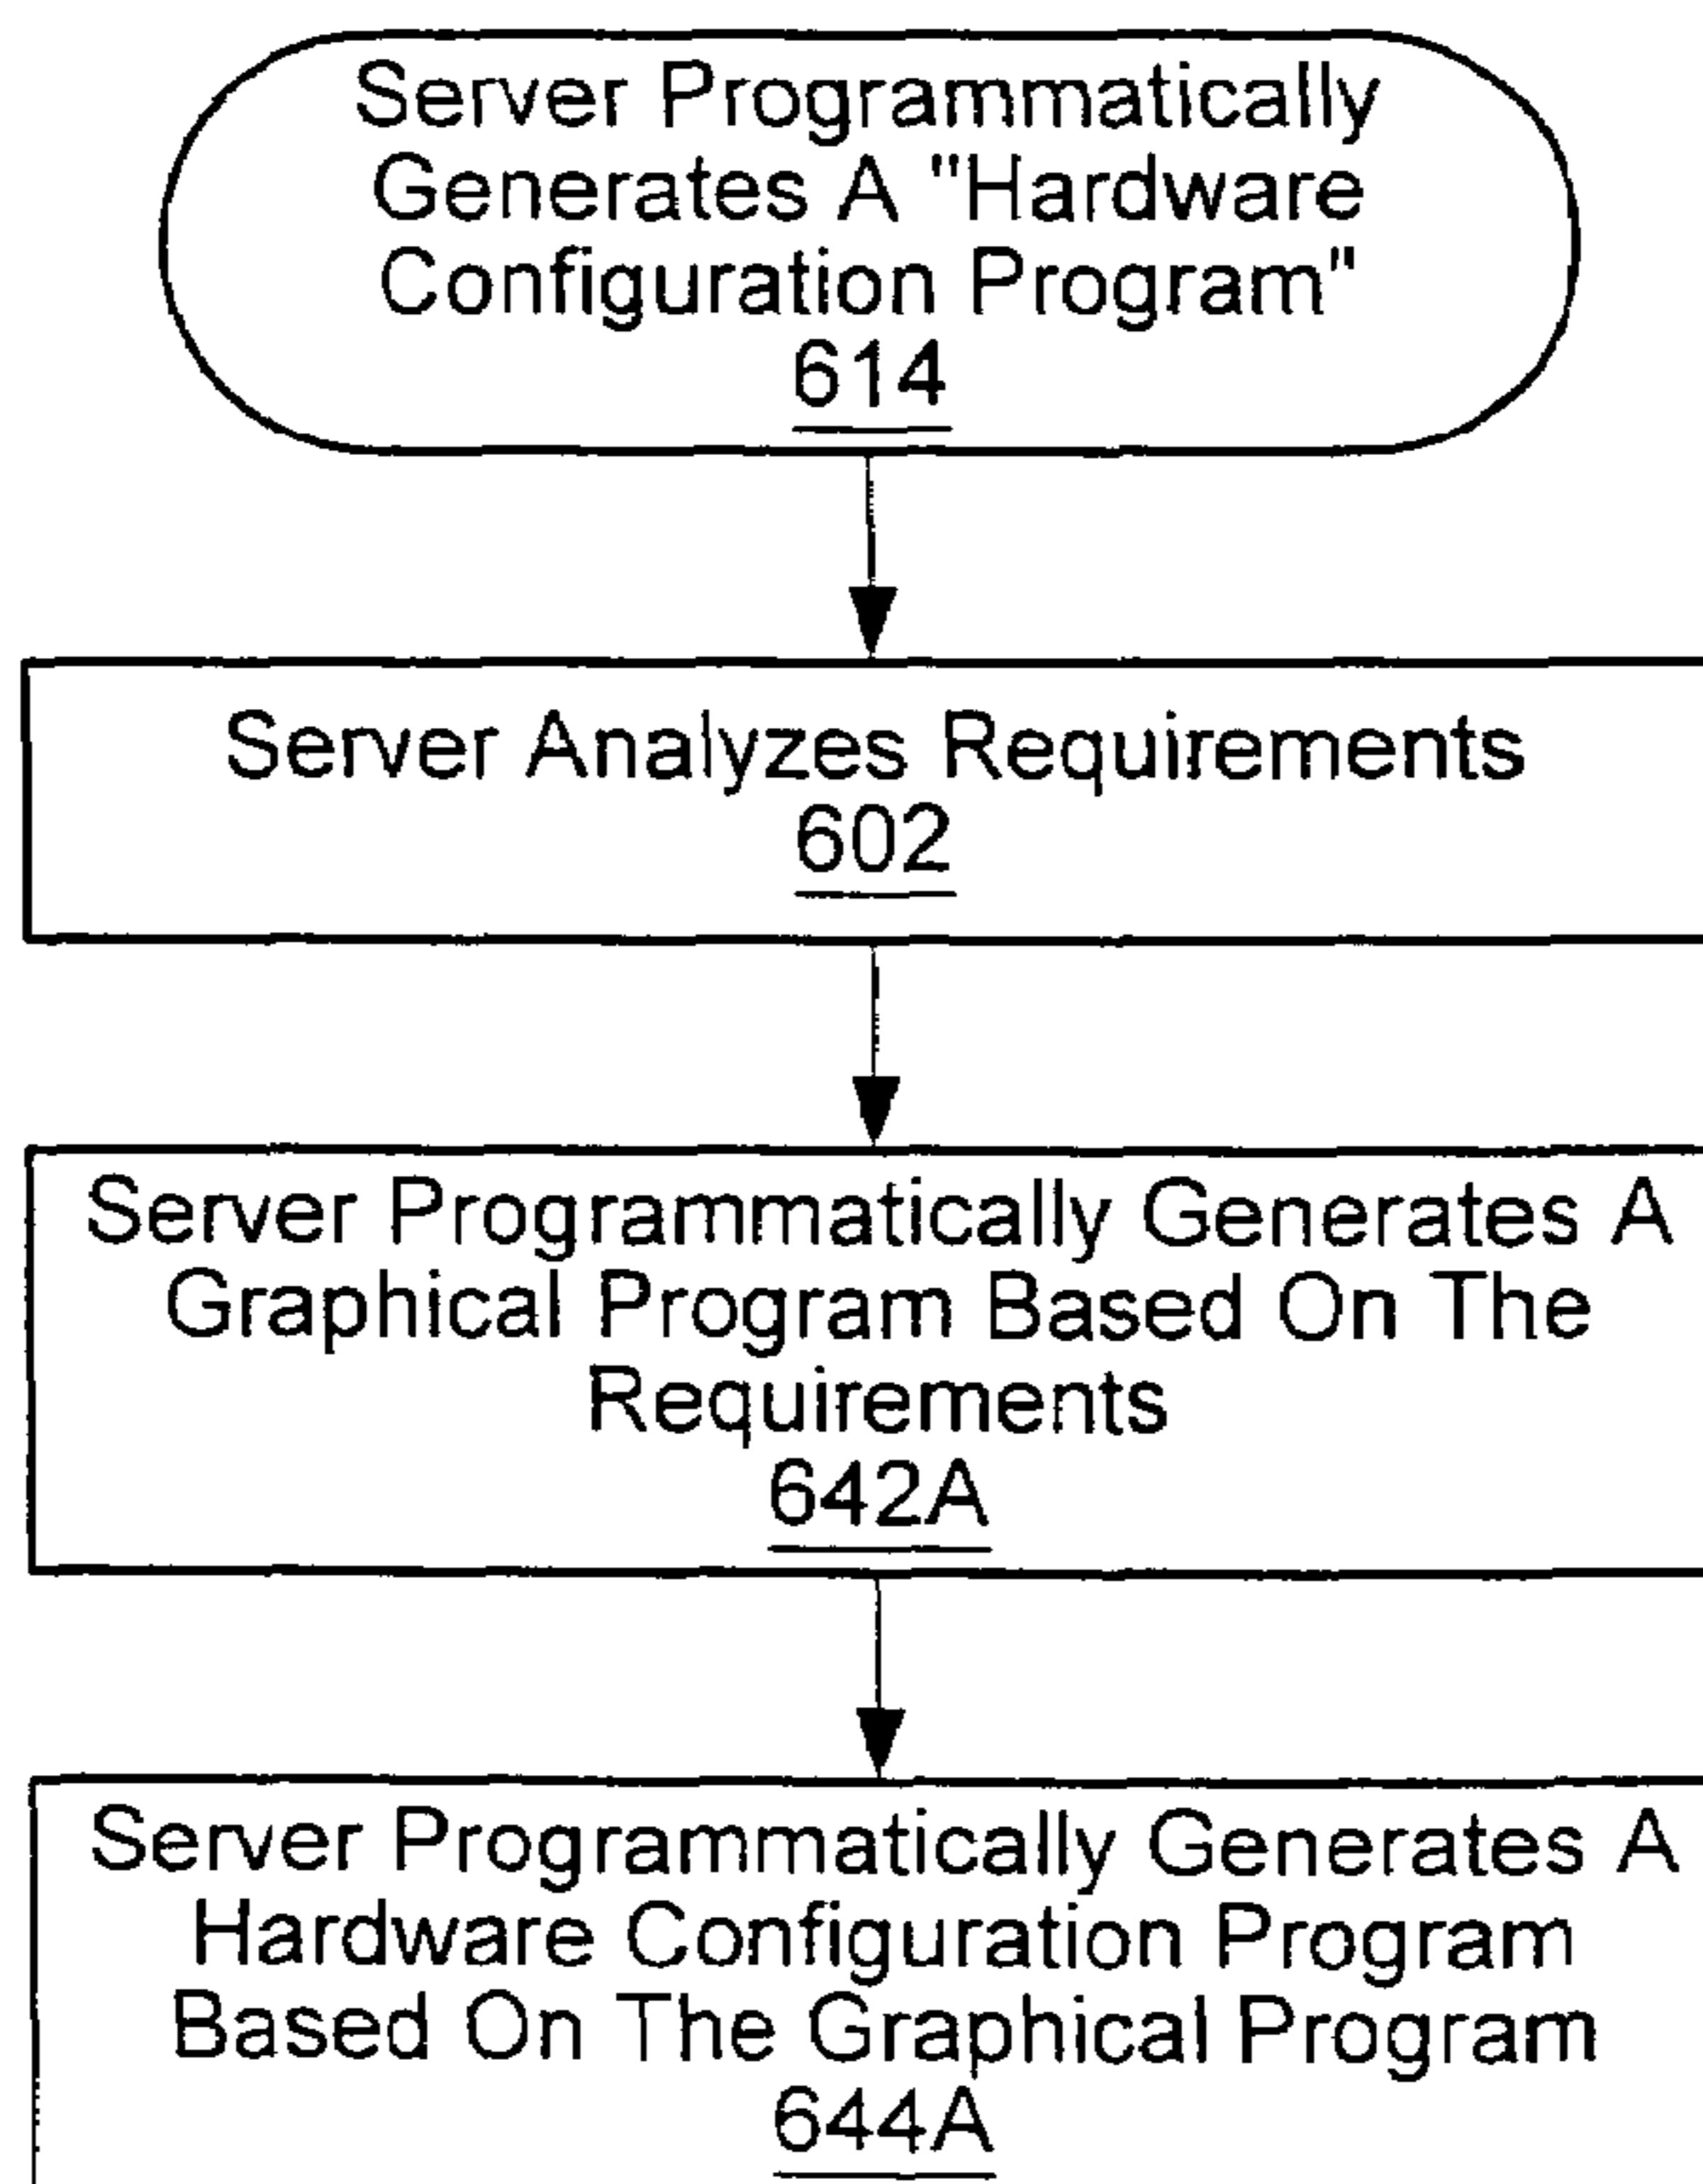 Server Programmatically
Generates A "Hardware
Configuration Program"
614
Server Analyzes Requirements
602
Server Programmatically Generates A
Graphical Program Based On The
Requirements
642A
Server Programmatically Generates A
Hardware Configuration Program
Based On The Graphical Program
644A